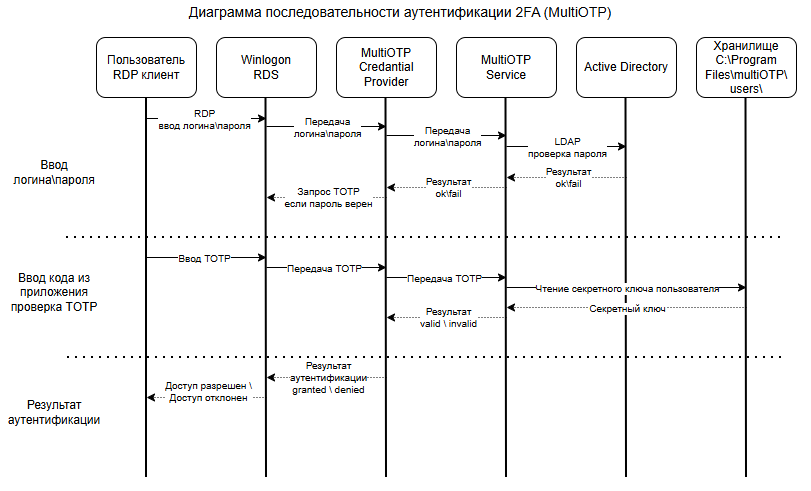 Диаграмма последовательности аутентификации 2FA (MultiOTP)
Пользователь
RDP клиент
Winlogon
RDS
MultiOTP
Credantial
Provider
MultiOTP
Service
Active Directory
Хранилище
C:\Program
Files\multiOTP\
users\
Ввод
логина\пароля
RDP
ввод логина\пароля
Передача
логина\пароля
Передача
логина\пароля
LDAP
проверка пароля
Результат
ok\fail
Результат
ok\fail
Запрос TOTP
если пароль верен
Ввод кода из
приложения
проверка TOTP
Ввод TOTP
Передача TOTP
Передача TOTP
Чтение секретного ключа пользователя
Секретный ключ
Результат
valid \ invalid
Результат
аутентификации
Результат
аутентификации
granted \ denied
Доступ разрешен \
Доступ отклонен